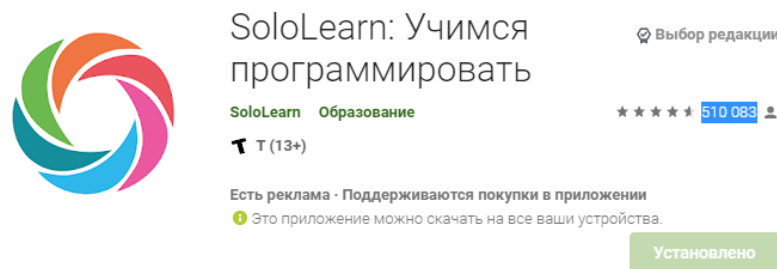 SoloLearn: Учимся
программировать
Выбор редакции
SoloLearn Образование
510 083
T T (13+)
Есть реклама · Поддерживаются покупки в приложении
Это приложение можно скачать на все ваши устройства.
Установлено